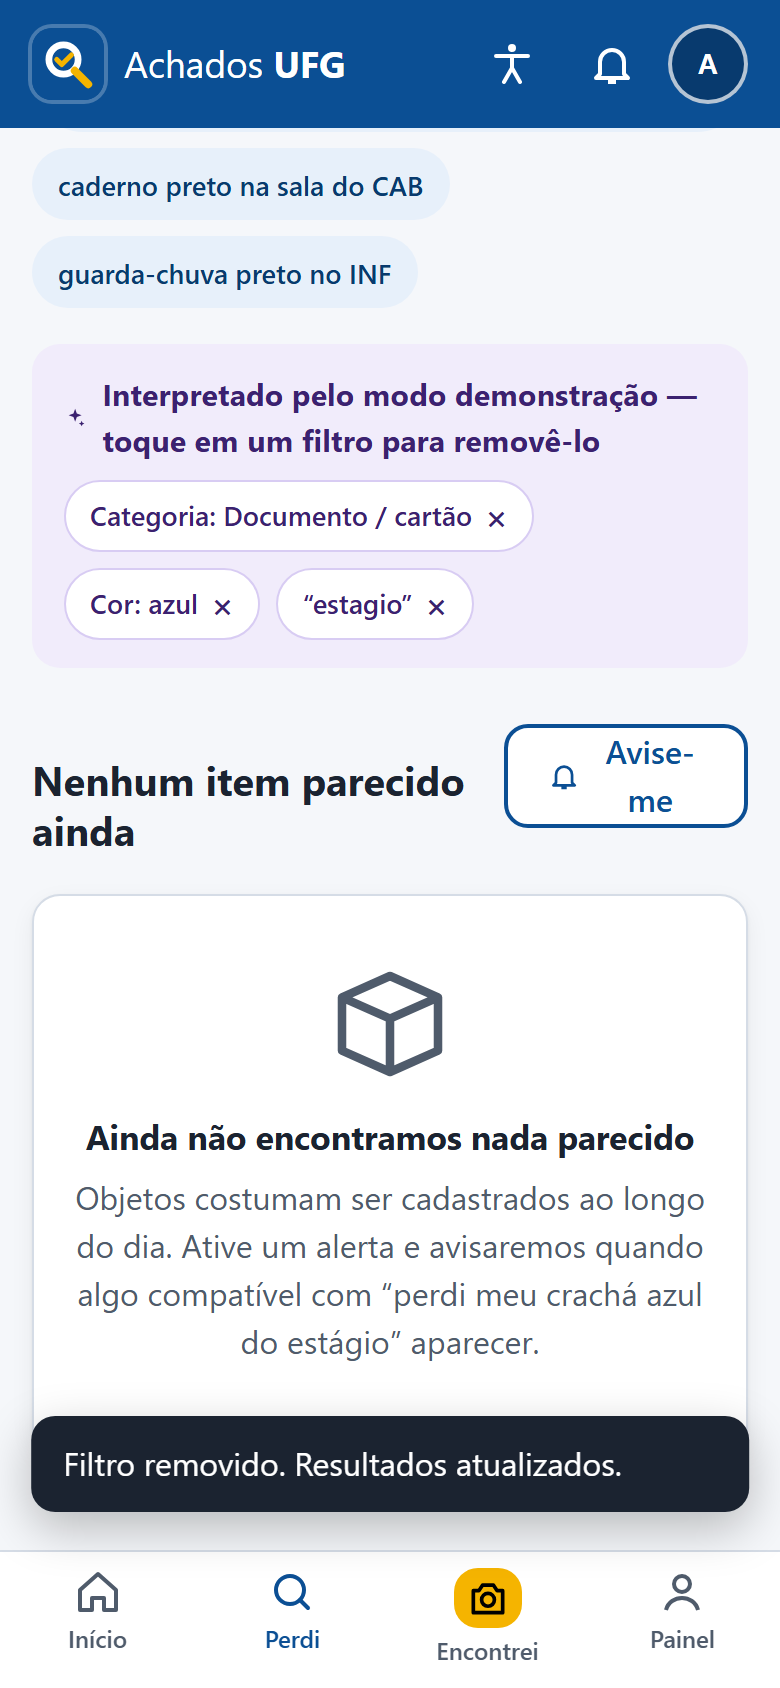 Achados UFG
A
caderno preto na sala do CAB
guarda-chuva preto no INF
Interpretado pelo modo demonstração —
toque em um filtro para removê-lo
Categoria: Documento / cartão ×
Cor: azul ×
“estagio” ×
Nenhum item parecido
ainda
Avise-
me
Ainda não encontramos nada parecido
Objetos costumam ser cadastrados ao longo
do dia. Ative um alerta e avisaremos quando
algo compatível com “perdi meu crachá azul
do estágio” aparecer.
Filtro removido. Resultados atualizados.
Início
Perdi
Encontrei
Painel